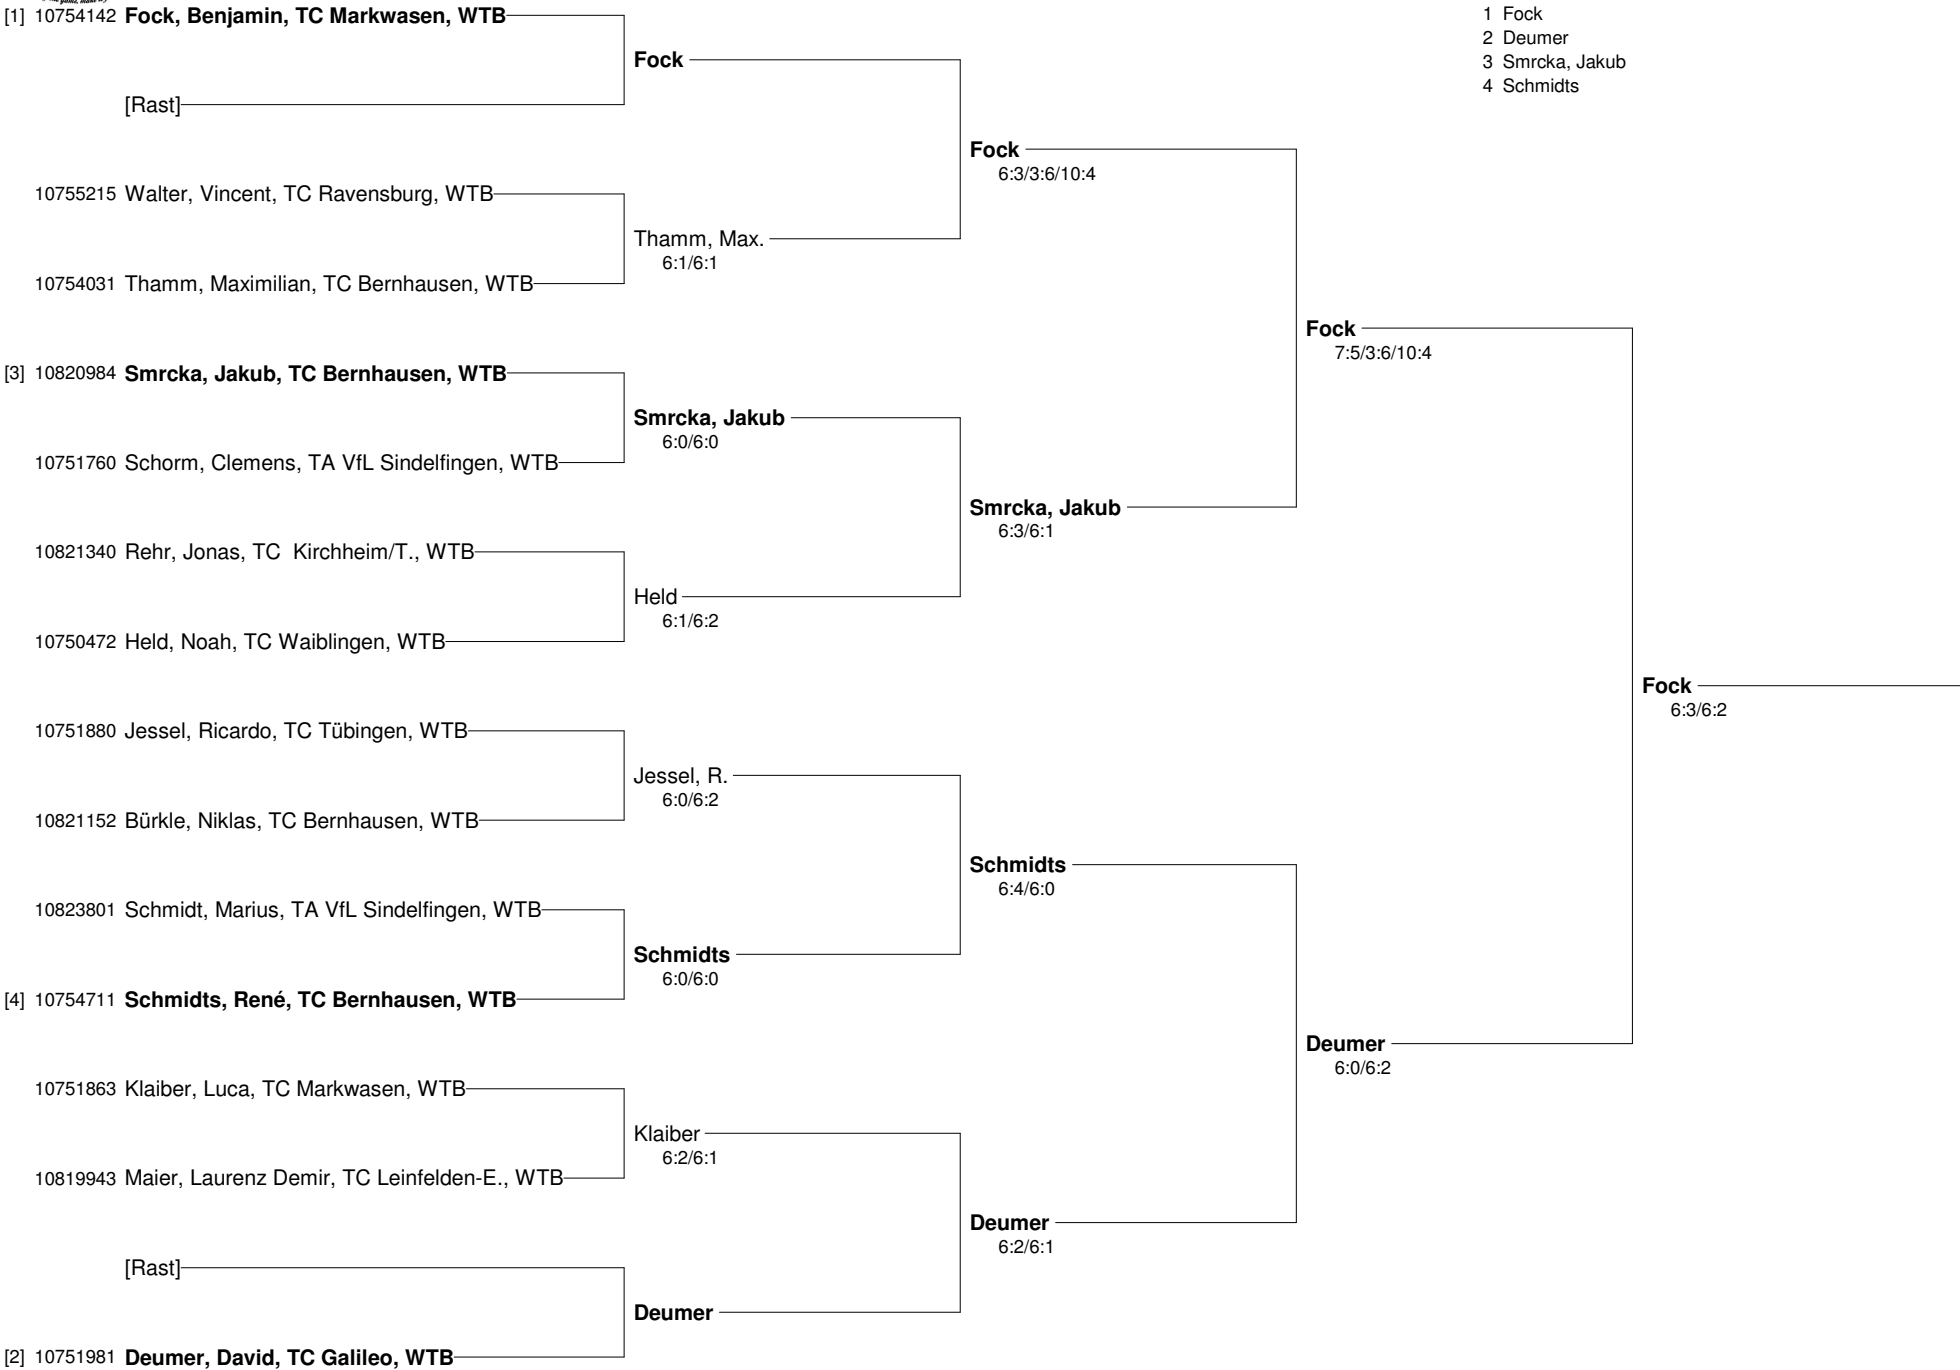 [1] 10754142 Fock, Benjamin, TC Markwasen, WTB
1 Fock
2 Deumer
3 Smrcka, Jakub
4 Schmidts
Fock
[Rast]
Fock
6:3/3:6/10:4
10755215 Walter, Vincent, TC Ravensburg, WTB
Thamm, Max.
6:1/6:1
10754031 Thamm, Maximilian, TC Bernhausen, WTB
Fock
7:5/3:6/10:4
[3] 10820984 Smrcka, Jakub, TC Bernhausen, WTB
Smrcka, Jakub
6:0/6:0
10751760 Schorm, Clemens, TA VfL Sindelfingen, WTB
Smrcka, Jakub
6:3/6:1
10821340 Rehr, Jonas, TC  Kirchheim/T., WTB
Held
6:1/6:2
10750472 Held, Noah, TC Waiblingen, WTB
Fock
6:3/6:2
10751880 Jessel, Ricardo, TC Tübingen, WTB
Jessel, R.
6:0/6:2
10821152 Bürkle, Niklas, TC Bernhausen, WTB
Schmidts
6:4/6:0
10823801 Schmidt, Marius, TA VfL Sindelfingen, WTB
Schmidts
6:0/6:0
[4] 10754711 Schmidts, René, TC Bernhausen, WTB
Deumer
6:0/6:2
10751863 Klaiber, Luca, TC Markwasen, WTB
Klaiber
6:2/6:1
10819943 Maier, Laurenz Demir, TC Leinfelden-E., WTB
Deumer
6:2/6:1
[Rast]
Deumer
[2] 10751981 Deumer, David, TC Galileo, WTB